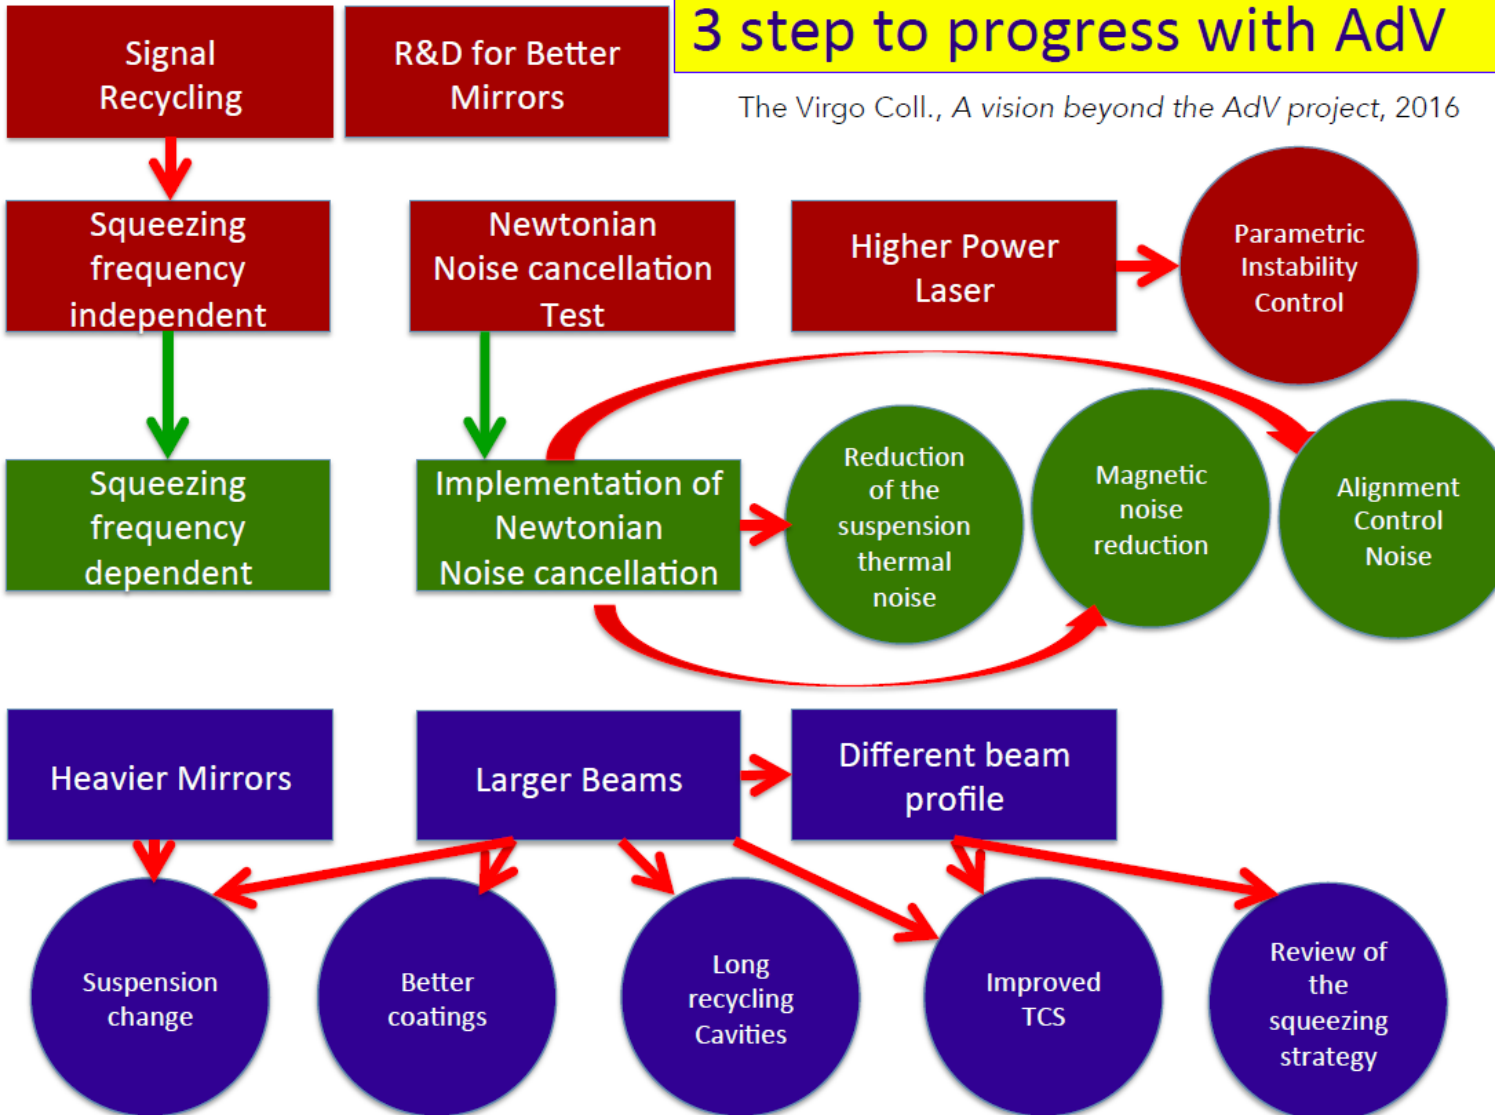 3 step to progress with AdV
The Virgo Coll., A vision beyond the AdV project, 2016
Signal
Recycling
R&D for Better
Mirrors
Squeezing
frequency
independent
Newtonian
Noise cancellation
Test
Higher Power
Laser
Parametric
Instability
Control
Squeezing
frequency
dependent
Implementation of
Newtonian
Noise cancellation
Reduction
of the
suspension
thermal
noise
Magnetic
noise
reduction
Alignment
Control
Noise
Heavier Mirrors
Larger Beams
Different beam
profile
Suspension
change
Better
coatings
Long
recycling
Cavities
Improved
TCS
Review of
the
squeezing
strategy